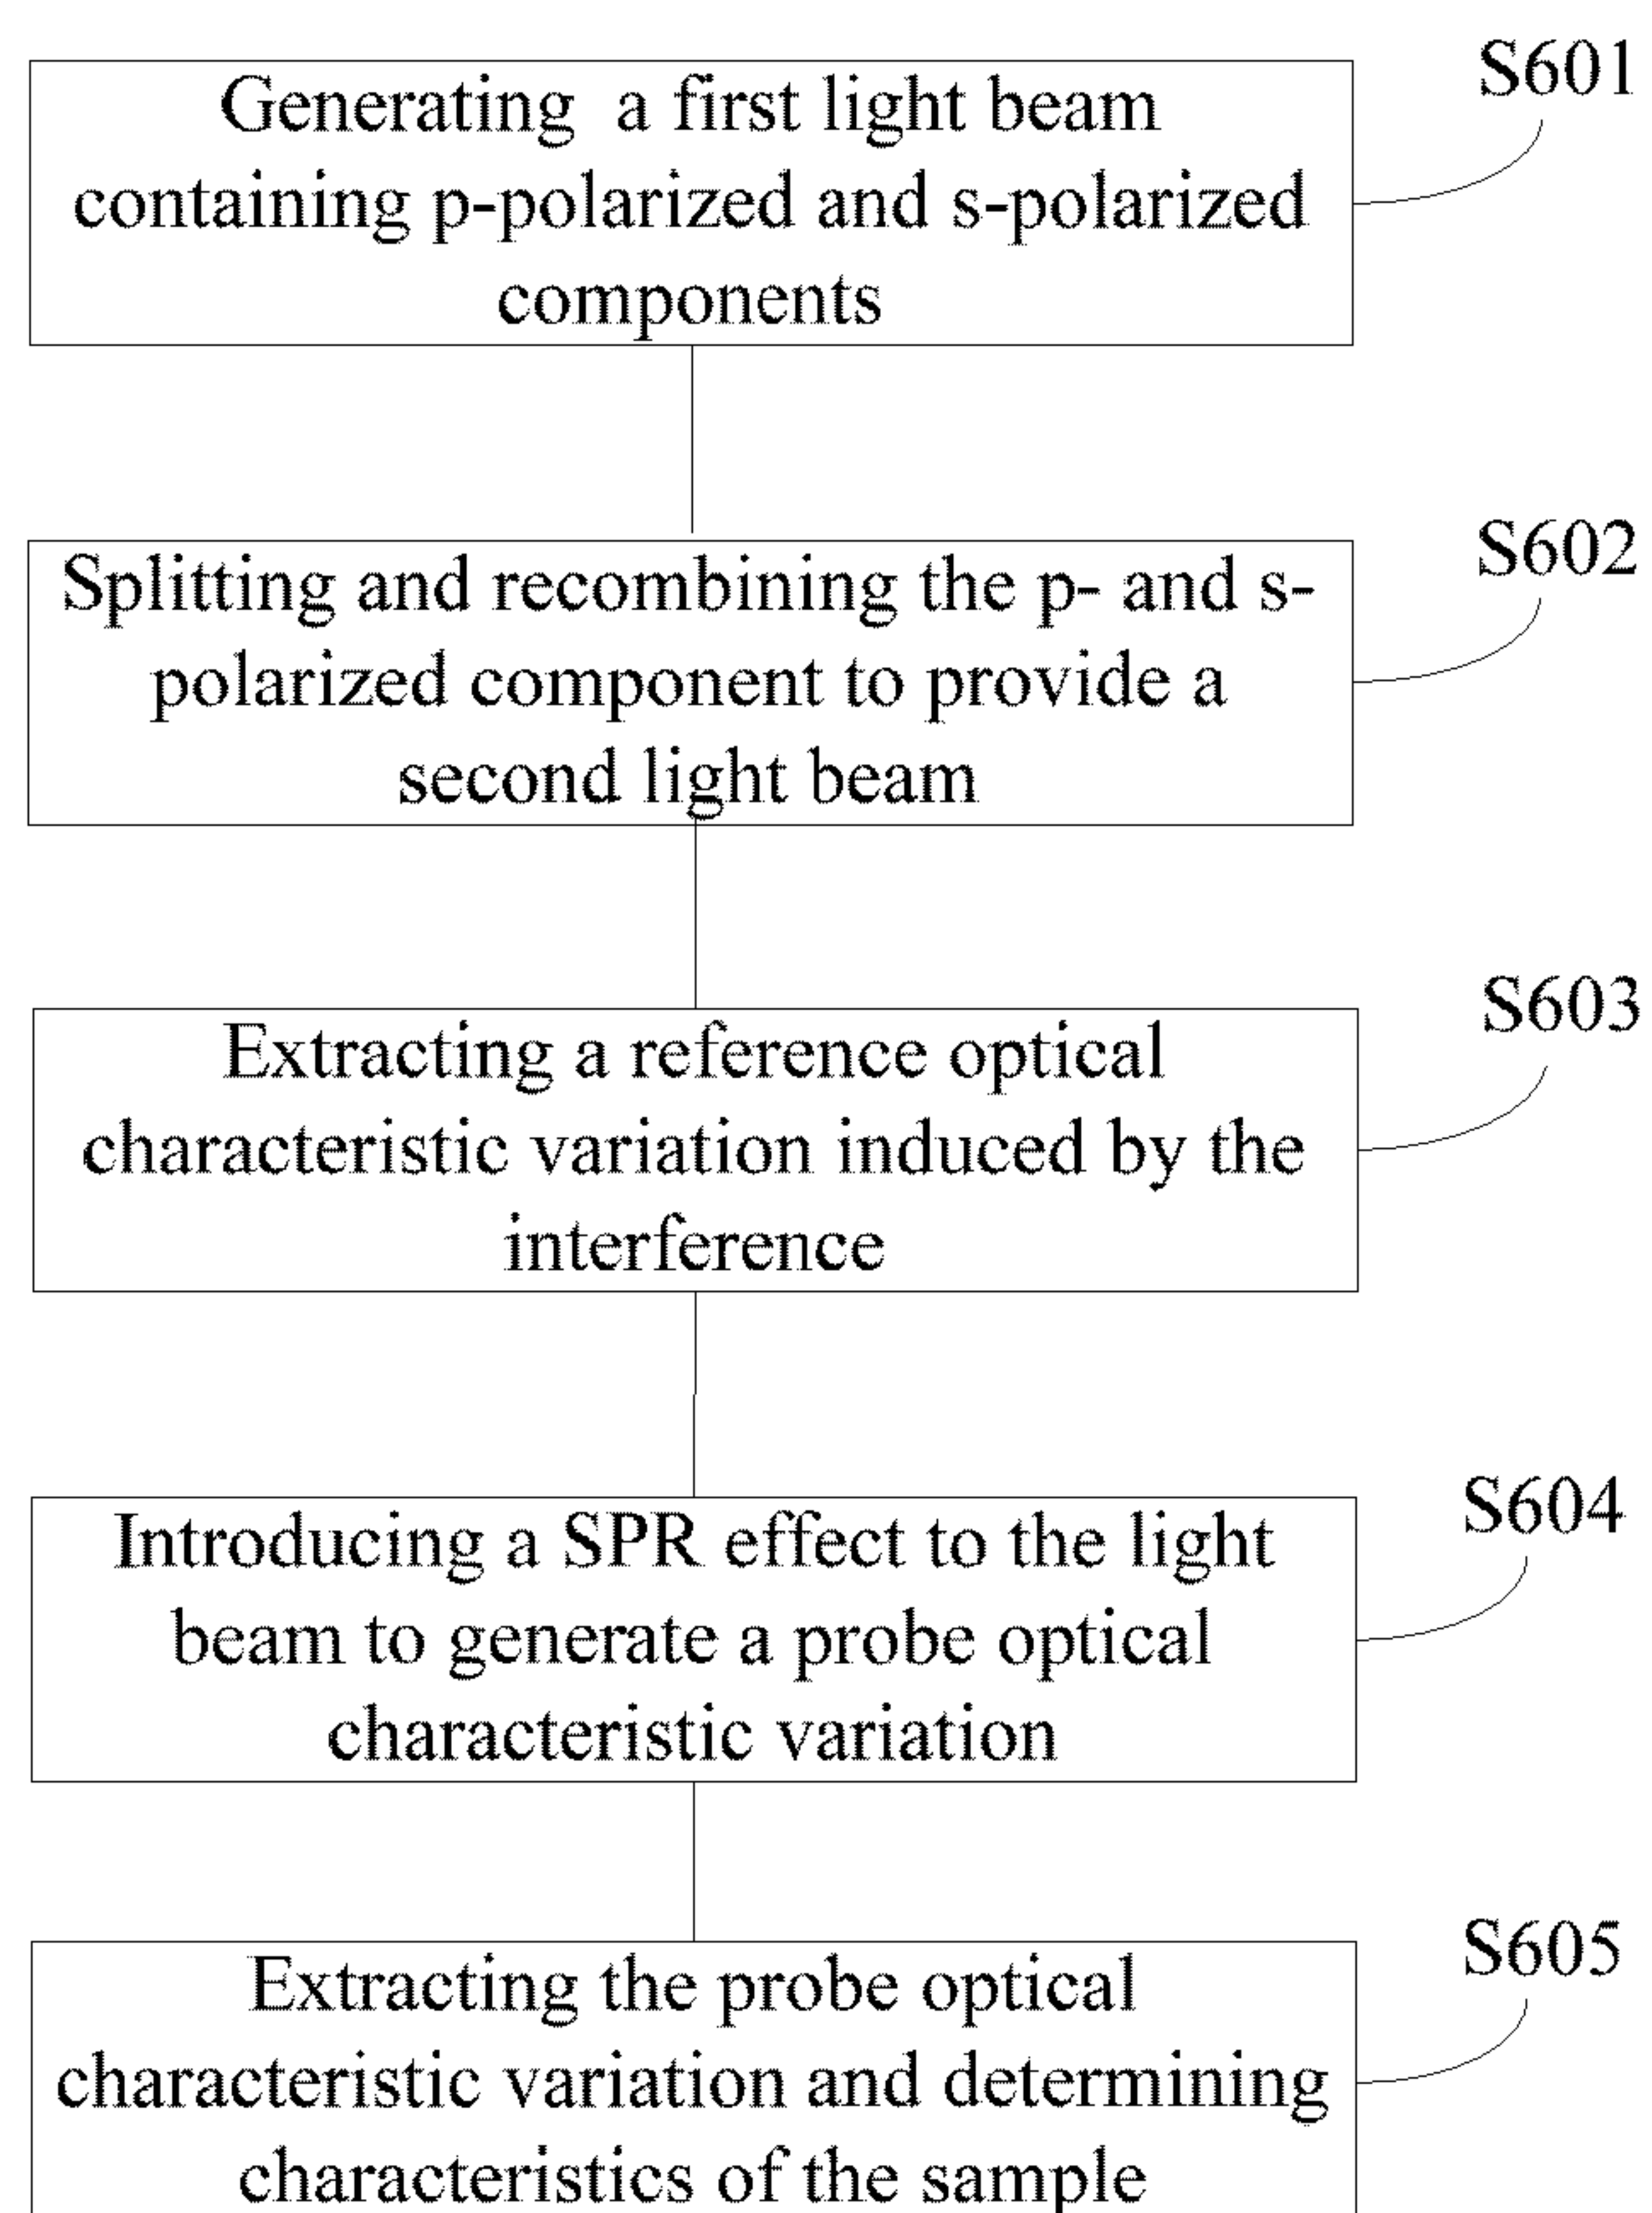 Generating a first light beam
containing p-polarized and s-polarized
components
S601
Splitting and recombining the p- and s-
polarized component to provide a
second light beam
S602
Extracting a reference optical
characteristic variation induced by the
interference
S603
Introducing a SPR effect to the light
beam to generate a probe optical
characteristic variation
S604
Extracting the probe optical
characteristic variation and determining
characteristics of the sample
S605